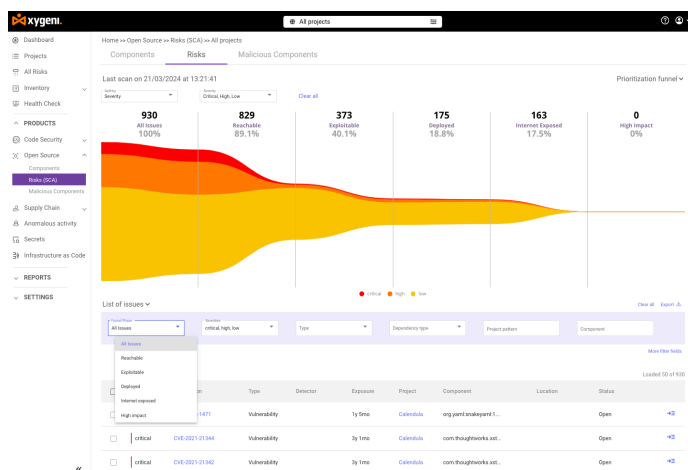 xygeni.
All projects
Dashboard
Projects
All Risks
Inventory
Health Check
PRODUCTS
Code Security
Open Source
Components
Risks (SCA)
Malicious Components
Supply Chain
Anomalous activity
Secrets
Infrastructure as Code
REPORTS
SETTINGS
«
Home >> Open Source >> Risks (SCA) >> All projects
Components Risks Malicious Components
Last scan on 21/03/2024 at 13:21:41 Prioritization funnel
Severity Critical, High, Low Clear all
930 829 373 175 163 0
All Issues Reachable Exploitable Deployed Internet Exposed High Impact
100% 89.1% 40.1% 18.8% 17.5% 0%
critical high low
List of issues Clear all Export
Funnel Phase Severities
All Issues critical, high, low Type Dependency type Project pattern Component
All Issues
Reachable
Exploitable
Deployed
Internet exposed
High impact
More filter fields
Loaded 50 of 930
Type Detector Exposure Project Component Location Status
-1471 Vulnerability 1y 5mo Calendula org.yaml:snakeyaml:1... Open
critical CVE-2021-21344 Vulnerability 3y 1mo Calendula com.thoughtworks.xst... Open
critical CVE-2021-21342 Vulnerability 3y 1mo Calendula com.thoughtworks.xst... Open